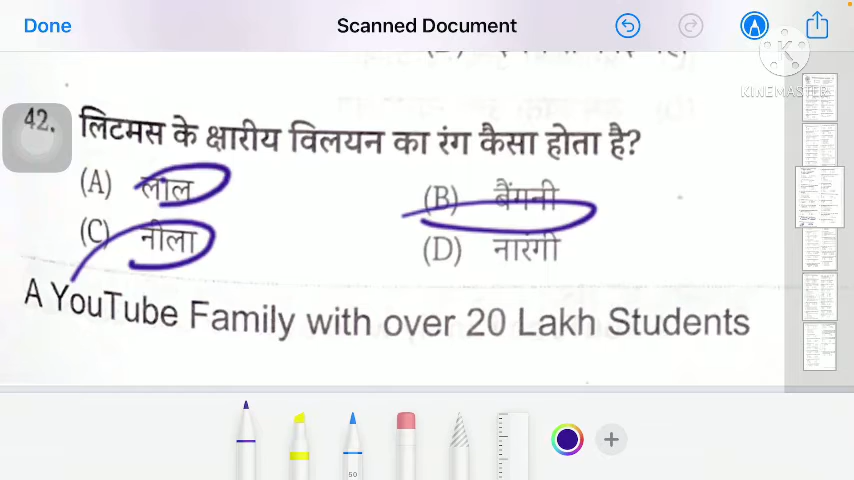 Done
Scanned Document
KINEMASTER
42. लिटमस के क्षारीय विलयन का रंग कैसा होता है?
(A) लाल
(B) बैंगनी
(C) नीला
(D) नारंगी
A YouTube Family with over 20 Lakh Students
50